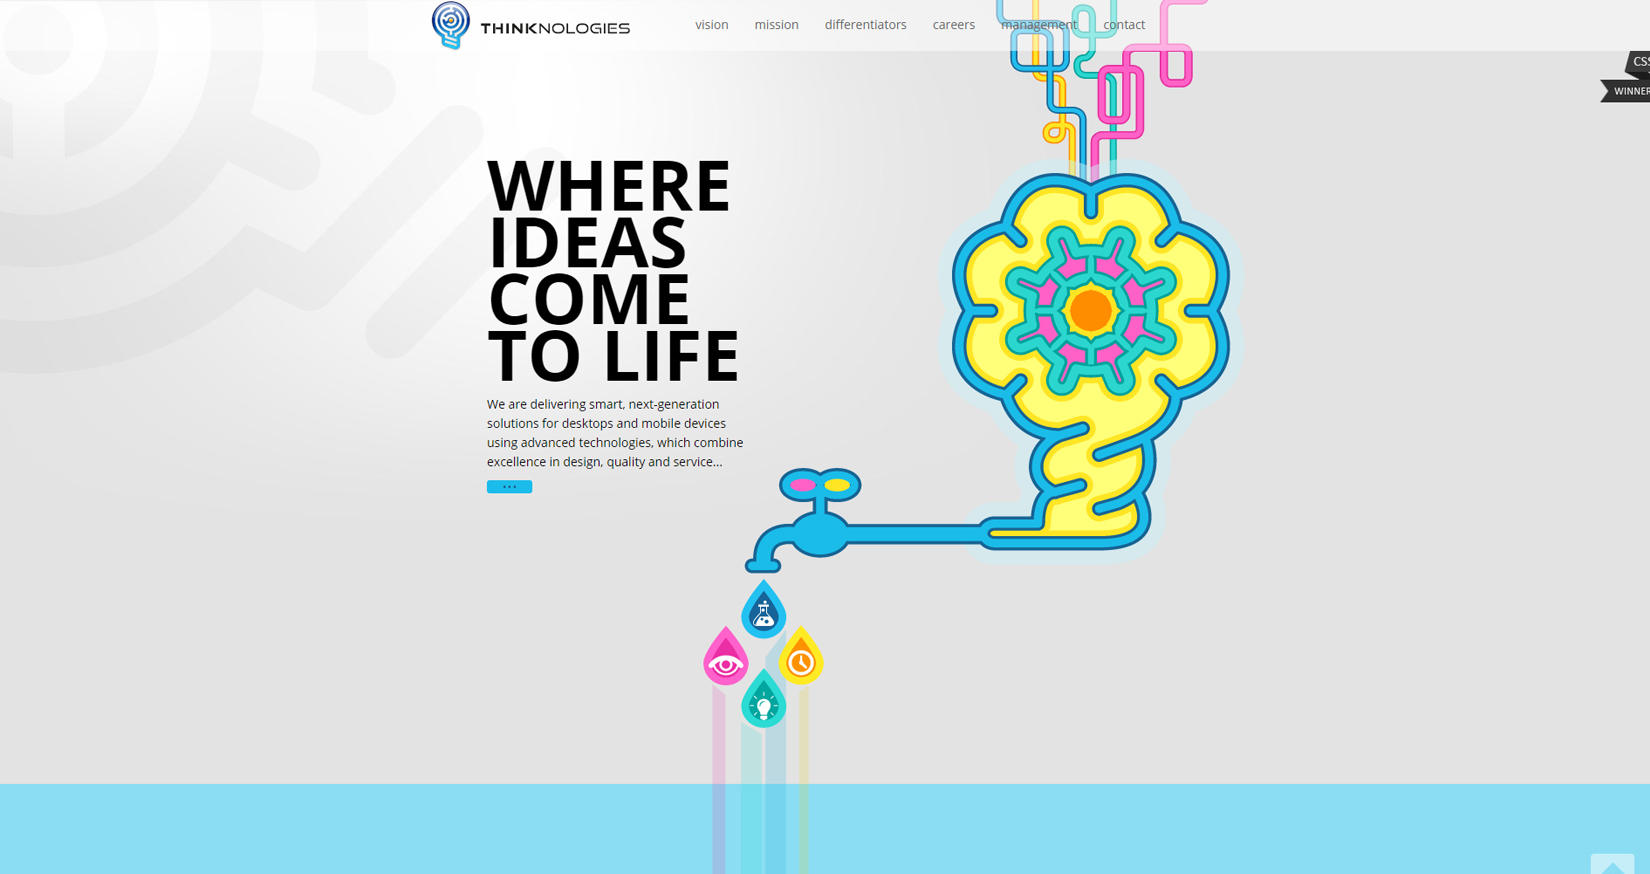 THINKNOLOGIES
vision mission differentiators careers management contact
CSS
WINNER
WHERE
IDEAS
COME
TO LIFE
We are delivering smart, next-generation
solutions for desktops and mobile devices
using advanced technologies, which combine
excellence in design, quality and service...
...